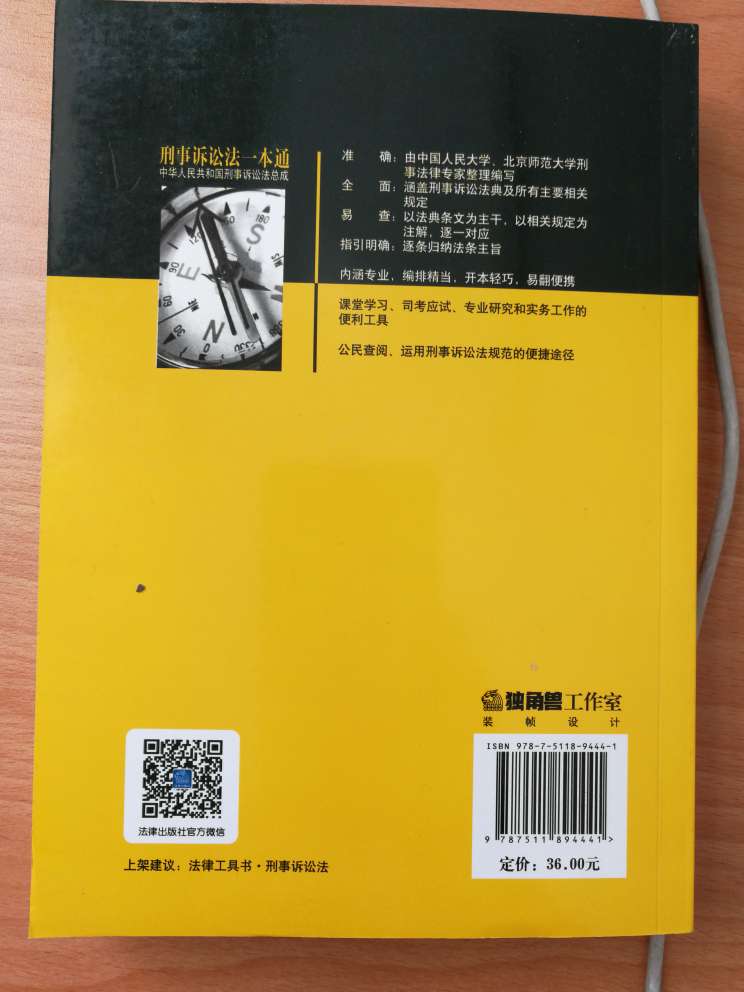 刑事诉讼法一本通
中华人民共和国刑事诉讼法总成
准　　确：由中国人民大学、北京师范大学刑
事法律专家整理编写
全　　面：涵盖刑事诉讼法典及所有主要相关
规定
易　　查：以法典条文为主干，以相关规定为
注解，逐一对应
指引明确：逐条归纳法条主旨
内涵专业，编排精当，开本轻巧，易翻便携
课堂学习、司考应试、专业研究和实务工作的
便利工具
公民查阅、运用刑事诉讼法规范的便捷途径
120
150
180
S
90
E
60
30
N
独角兽工作室
装帧设计
ISBN 978-7-5118-9444-1
9 787511 894441 >
定价：36.00元
法律出版社官方微信
上架建议：法律工具书·刑事诉讼法